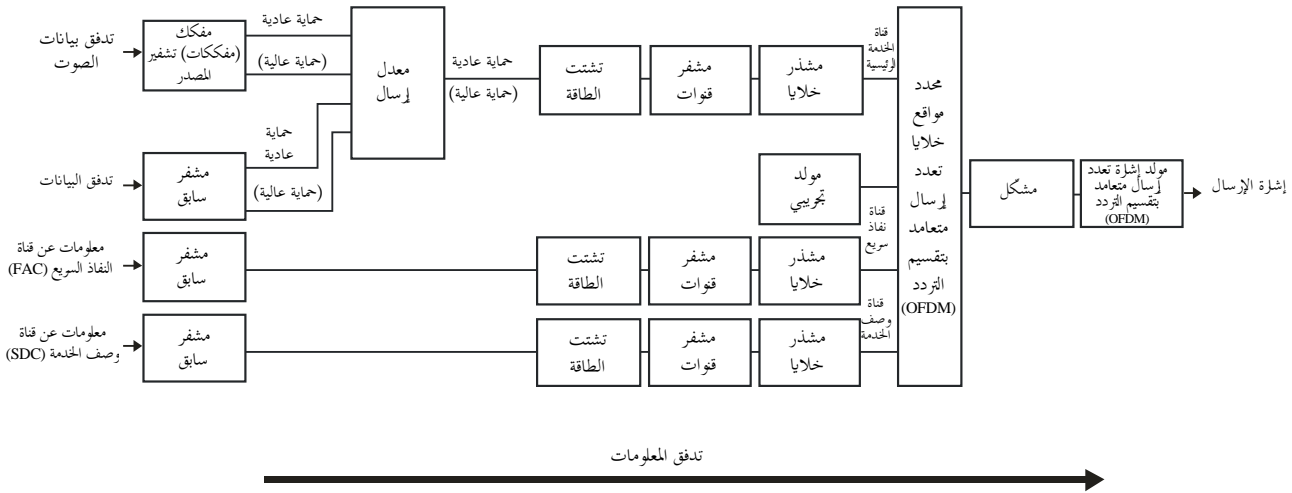 تدفق بيانات
الصوت
مفكك
(مفككات) تشفير
المصدر
حماية عادية
(حماية عالية)
معدل
إرسال
حماية عادية
(حماية عالية)
تشتت
الطاقة
مشفر
قنوات
مشذر
خلايا
قناة
الخدمة
الرئيسية
محدد
مواقع
خلايا
تعدد
إرسال
متعامد
بتقسيم
التردد
(OFDM)
تدفق البيانات
مشفر
سابق
حماية
عادية
(حماية عالية)
مولد
تجريبي
قناة
نفاذ
سريع
مشكّل
مولد إشارة تعدد
إرسال متعامد
بتقسيم التردد
(OFDM)
إشارة الإرسال
معلومات عن قناة
النفاذ السريع (FAC)
مشفر
سابق
تشتت
الطاقة
مشفر
قنوات
مشذر
خلايا
قناة
وصف
الخدمة
معلومات عن قناة
وصف الخدمة (SDC)
مشفر
سابق
تشتت
الطاقة
مشفر
قنوات
مشذر
خلايا
تدفق المعلومات